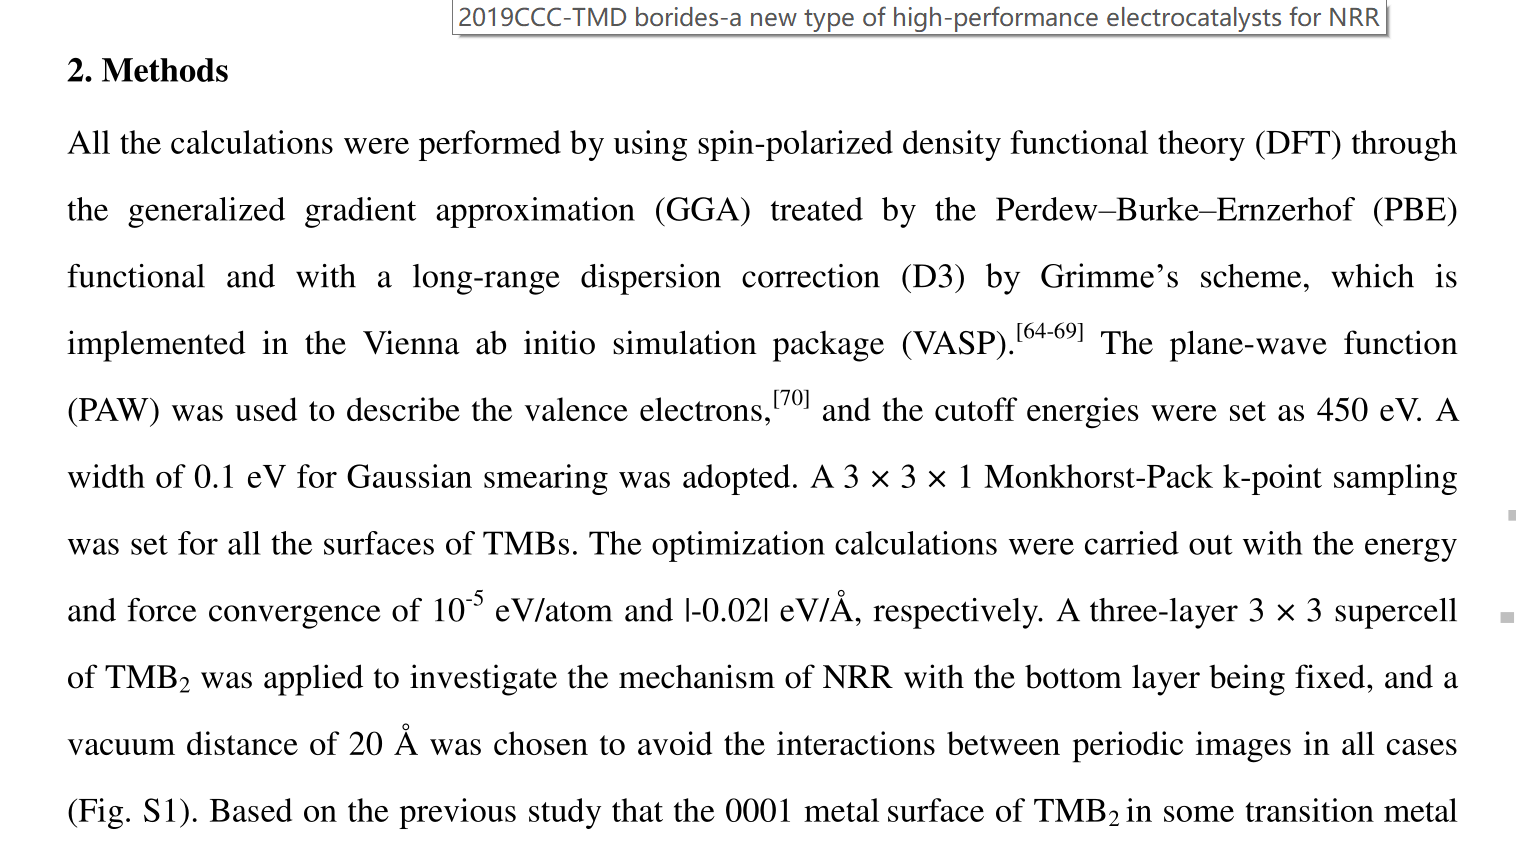 2019CCC-TMD borides-a new type of high-performance electrocatalysts for NRR
2. Methods
All the calculations were performed by using spin-polarized density functional theory (DFT) through
the generalized gradient approximation (GGA) treated by the Perdew–Burke–Ernzerhof (PBE)
functional and with a long-range dispersion correction (D3) by Grimme’s scheme, which is
implemented in the Vienna ab initio simulation package (VASP).[64-69] The plane-wave function
(PAW) was used to describe the valence electrons,[70] and the cutoff energies were set as 450 eV. A
width of 0.1 eV for Gaussian smearing was adopted. A 3 × 3 × 1 Monkhorst-Pack k-point sampling
was set for all the surfaces of TMBs. The optimization calculations were carried out with the energy
and force convergence of 10-5 eV/atom and |-0.02| eV/Å, respectively. A three-layer 3 × 3 supercell
of TMB2 was applied to investigate the mechanism of NRR with the bottom layer being fixed, and a
vacuum distance of 20 Å was chosen to avoid the interactions between periodic images in all cases
(Fig. S1). Based on the previous study that the 0001 metal surface of TMB2 in some transition metal